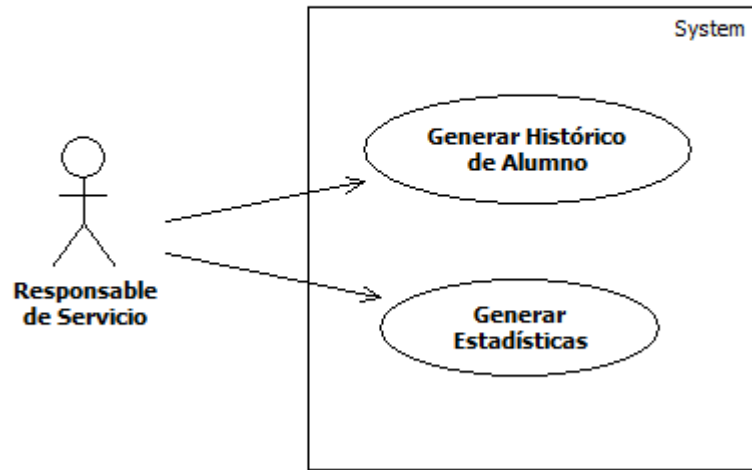 System
Generar Histórico
de Alumno
Responsable
de Servicio
Generar
Estadísticas